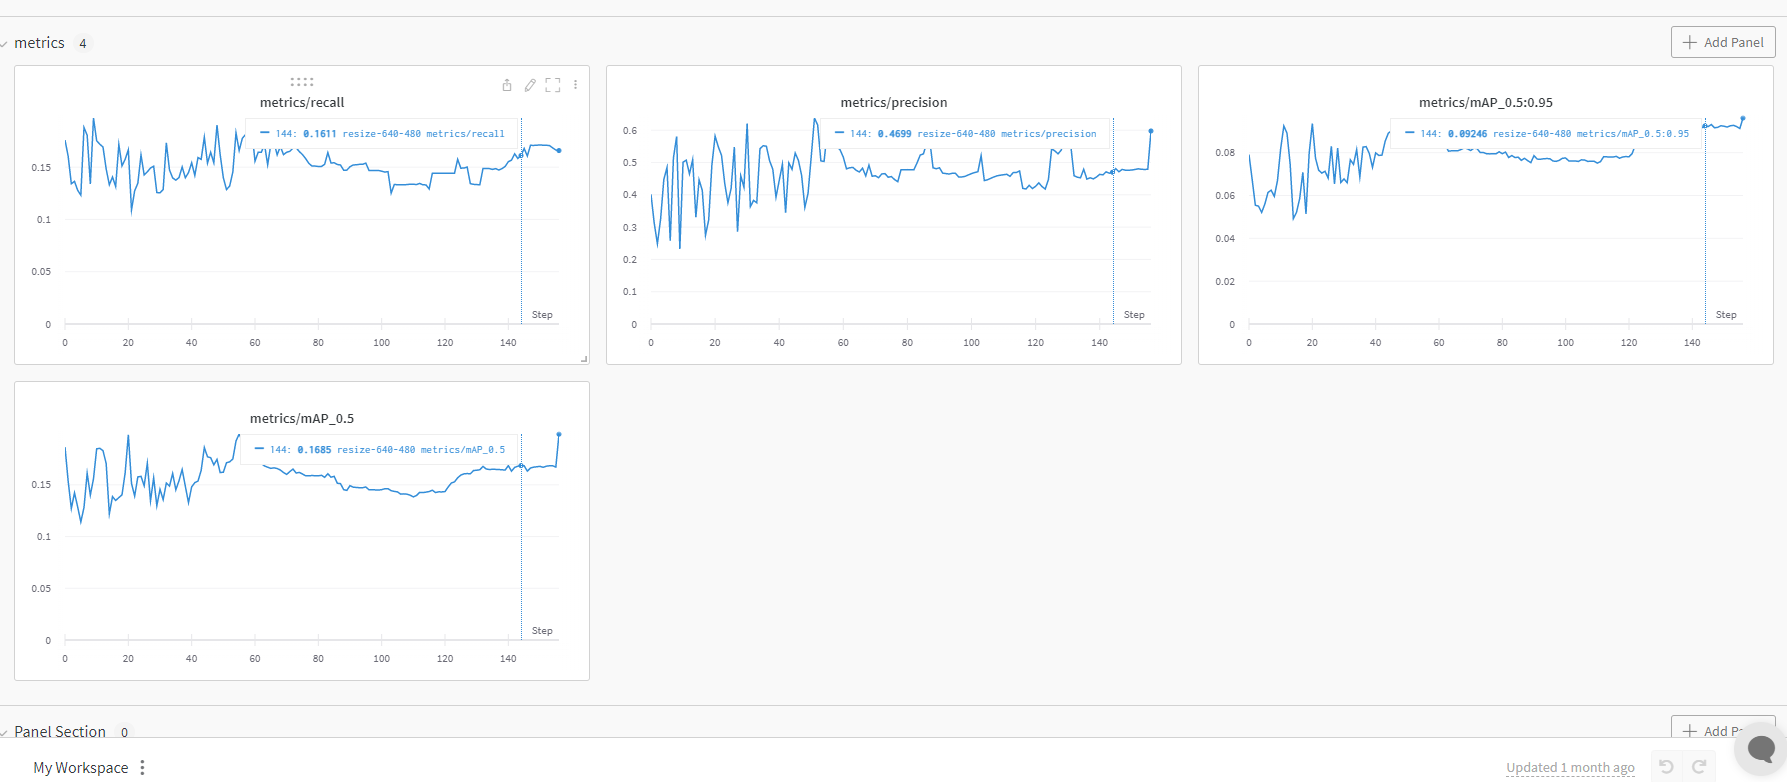 metrics 4
Add Panel
metrics/recall
144: 0.1611 resize-640-480 metrics/recall
0.15
0.1
0.05
0
Step
0 20 40 60 80 100 120 140
metrics/precision
144: 0.4699 resize-640-480 metrics/precision
0.6
0.5
0.4
0.3
0.2
0.1
0
Step
0 20 40 60 80 100 120 140
metrics/mAP_0.5:0.95
144: 0.09246 resize-640-480 metrics/mAP_0.5:0.95
0.08
0.06
0.04
0.02
0
Step
0 20 40 60 80 100 120 140
metrics/mAP_0.5
144: 0.1685 resize-640-480 metrics/mAP_0.5
0.15
0.1
0.05
0
Step
0 20 40 60 80 100 120 140
Panel Section 0
Add
My Workspace
Updated 1 month ago